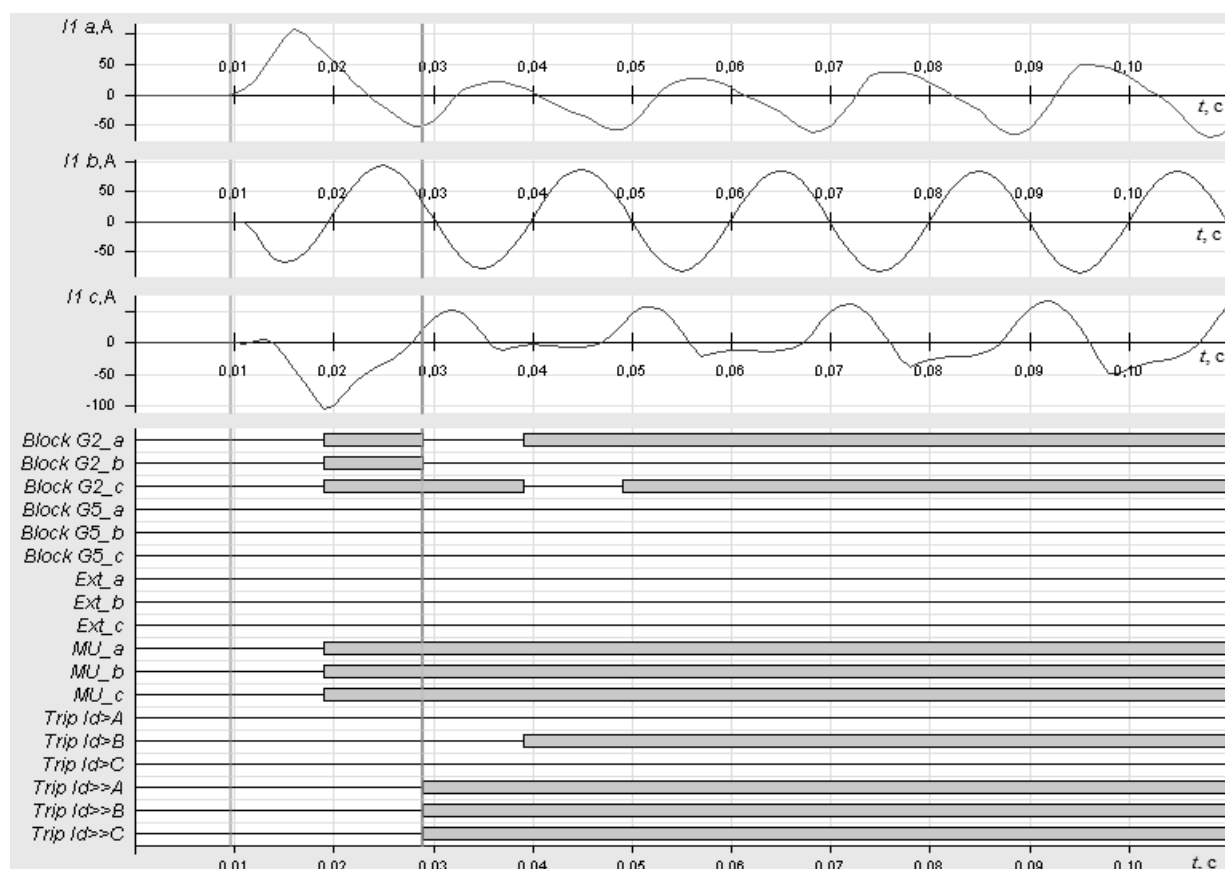 I1 a,A
50
0
-50
0,01 0,02 0,03 0,04 0,05 0,06 0,07 0,08 0,09 0,10
t, c
I1 b,A
50
0
-50
0,01 0,02 0,03 0,04 0,05 0,06 0,07 0,08 0,09 0,10
t, c
I1 c,A
0
-50
-100
0,01 0,02 0,03 0,04 0,05 0,06 0,07 0,08 0,09 0,10
t, c
Block G2_a
Block G2_b
Block G2_c
Block G5_a
Block G5_b
Block G5_c
Ext_a
Ext_b
Ext_c
MU_a
MU_b
MU_c
Trip Id>A
Trip Id>B
Trip Id>C
Trip Id>>A
Trip Id>>B
Trip Id>>C
0,01 0,02 0,03 0,04 0,05 0,06 0,07 0,08 0,09 0,10
t, c